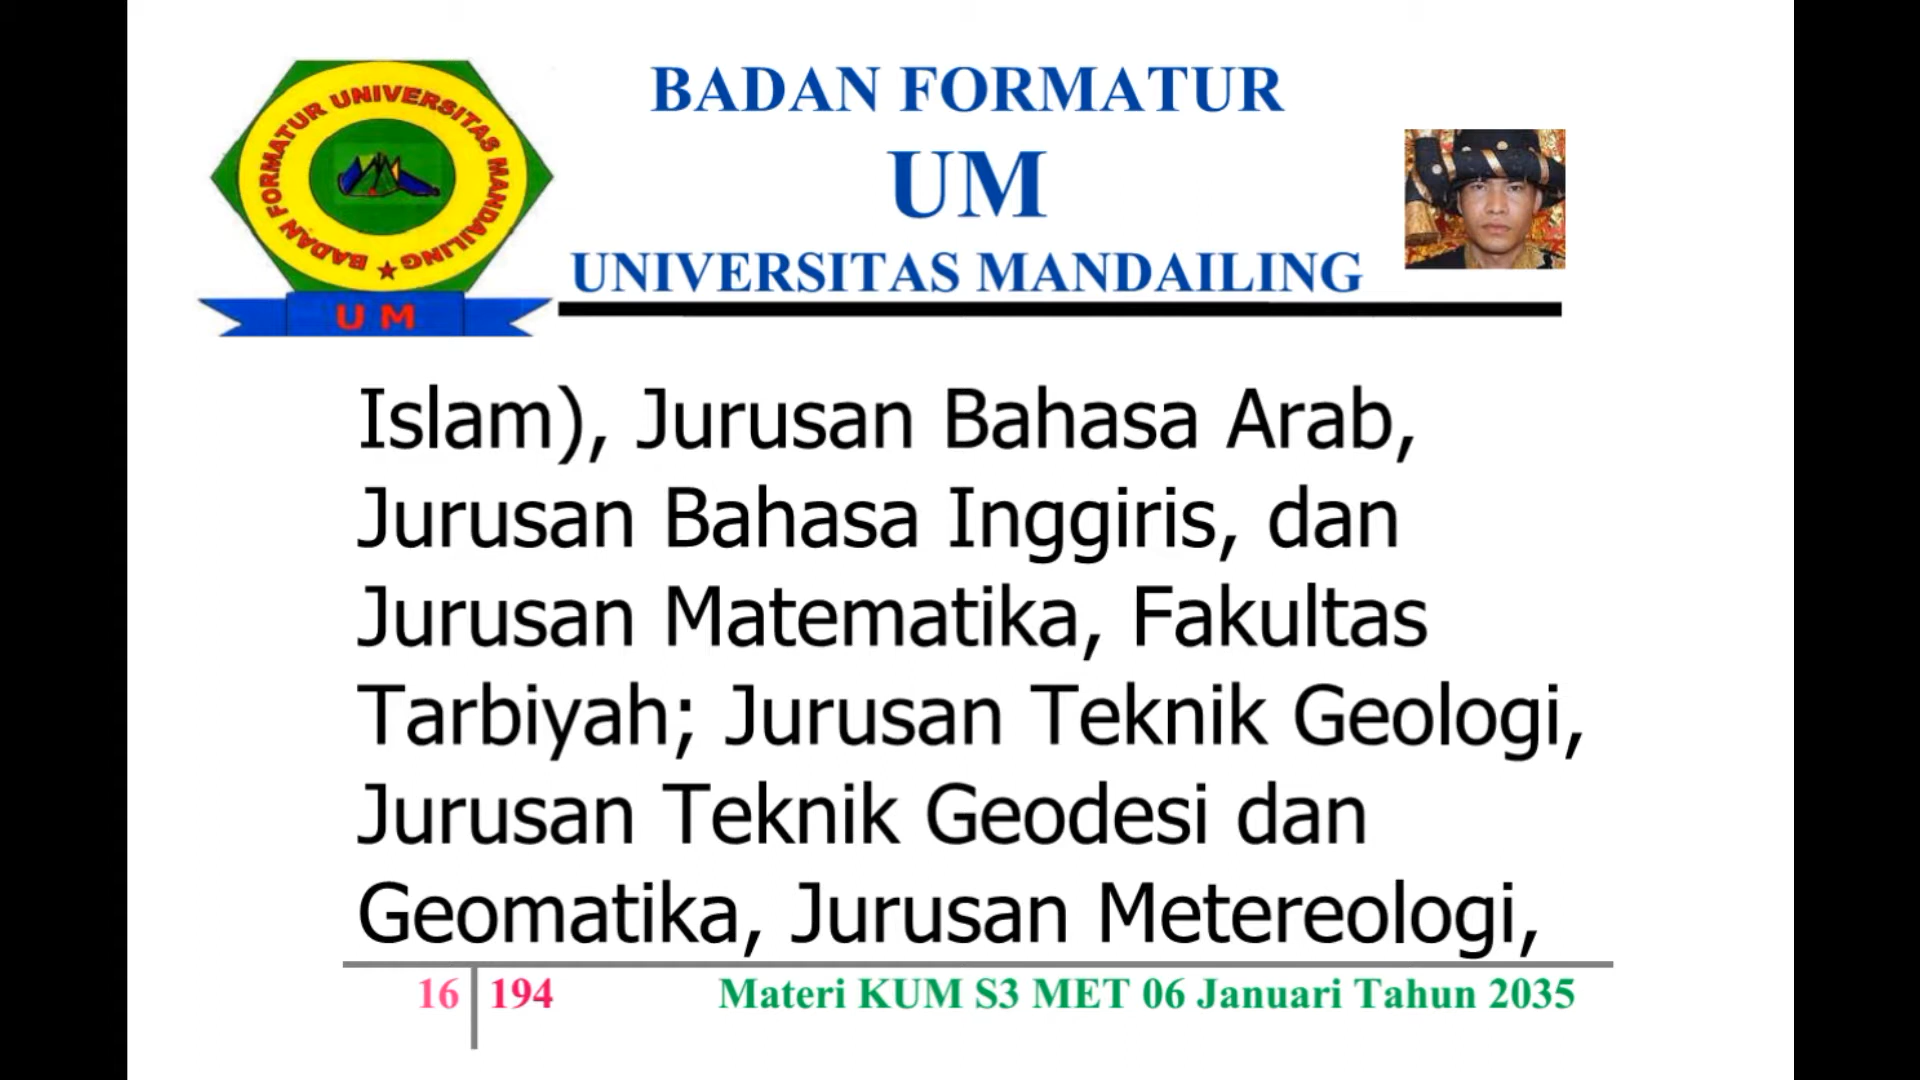 BADAN FORMATUR UNIVERSITAS MANDAILING
U M
BADAN FORMATUR
UM
UNIVERSITAS MANDAILING
Islam), Jurusan Bahasa Arab,
Jurusan Bahasa Inggiris, dan
Jurusan Matematika, Fakultas
Tarbiyah; Jurusan Teknik Geologi,
Jurusan Teknik Geodesi dan
Geomatika, Jurusan Metereologi,
16 194 Materi KUM S3 MET 06 Januari Tahun 2035